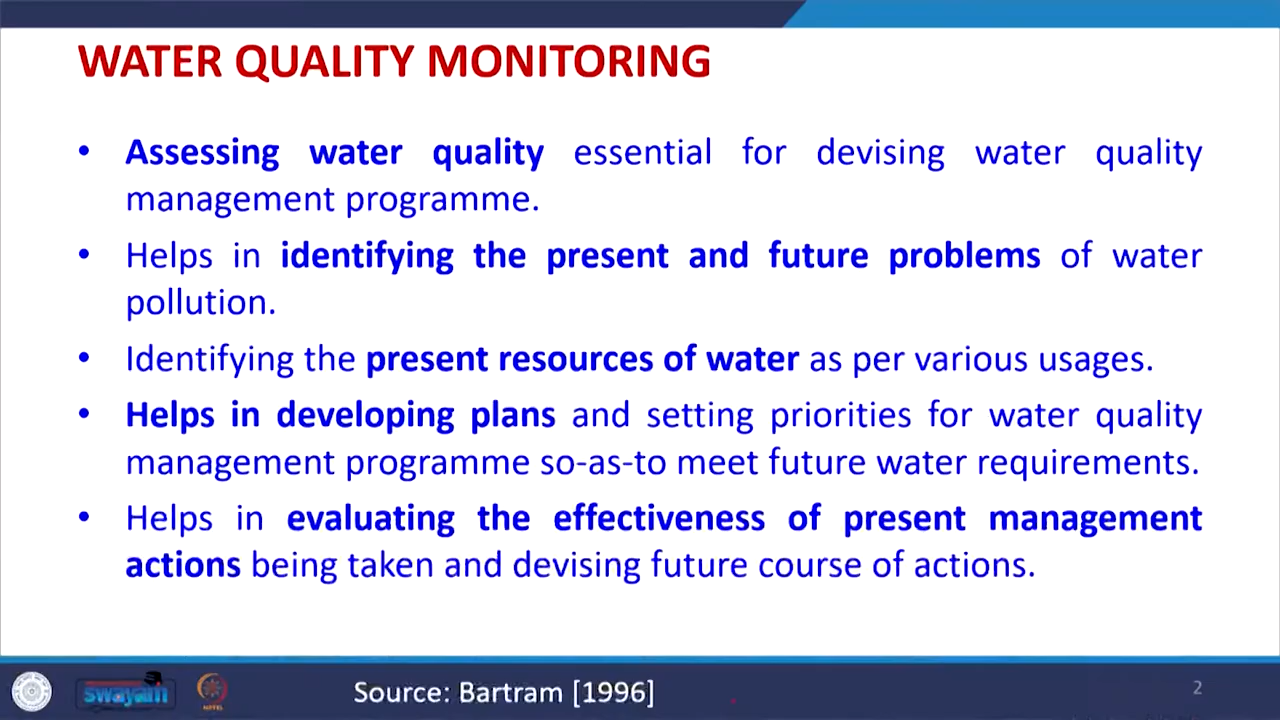 WATER QUALITY MONITORING
• Assessing water quality essential for devising water quality
management programme.
• Helps in identifying the present and future problems of water
pollution.
• Identifying the present resources of water as per various usages.
• Helps in developing plans and setting priorities for water quality
management programme so-as-to meet future water requirements.
• Helps in evaluating the effectiveness of present management
actions being taken and devising future course of actions.
swayam
NPTEL
Source: Bartram [1996]
2